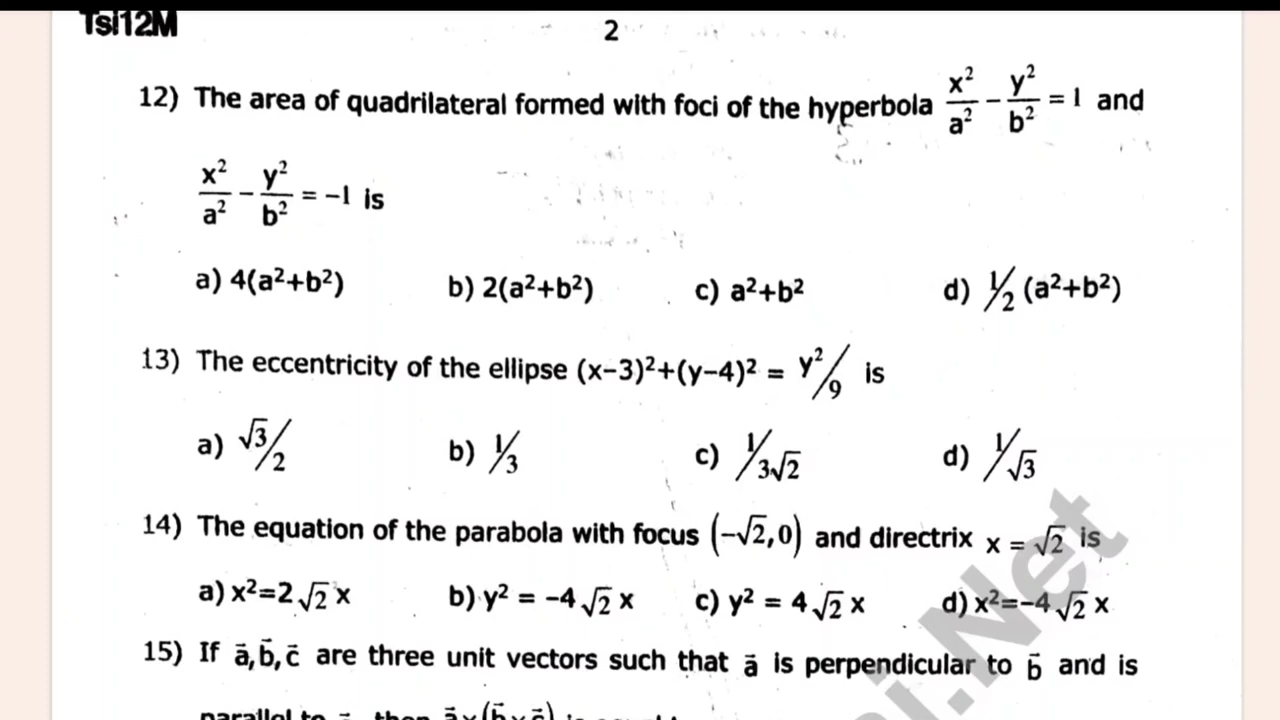 Tsi12M
2
12) The area of quadrilateral formed with foci of the hyperbola x²/a² − y²/b² = 1 and
x²/a² − y²/b² = −1 is
a) 4(a²+b²) b) 2(a²+b²) c) a²+b² d) 1/2 (a²+b²)
13) The eccentricity of the ellipse (x−3)²+(y−4)² = y²/9 is
a) √3/2 b) 1/3 c) 1/3√2 d) 1/√3
14) The equation of the parabola with focus (−√2,0) and directrix x = √2 is
a) x²=2√2 x b) y² = −4√2 x c) y² = 4√2 x d) x²=−4√2 x
15) If a⃗,b⃗,c⃗ are three unit vectors such that a⃗ is perpendicular to b⃗ and is
i.Net